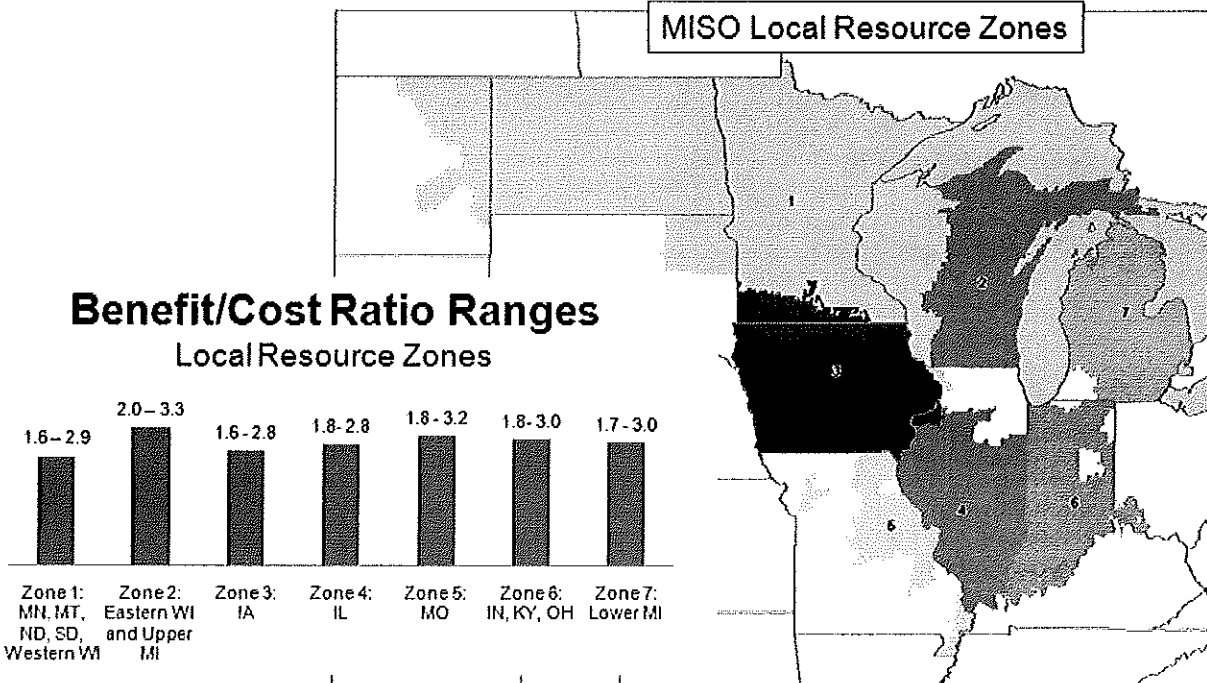 MISO Local Resource Zones
1
2
7
3
Benefit/Cost Ratio Ranges
Local Resource Zones
1.6 – 2.9
2.0 – 3.3
1.6 - 2.8
1.8 - 2.8
1.8 - 3.2
1.8 - 3.0
1.7 - 3.0
4
5
6
Zone 1:
MN, MT,
ND, SD,
Western WI
Zone 2:
Eastern WI
and Upper
MI
Zone 3:
IA
Zone 4:
IL
Zone 5:
MO
Zone 6:
IN, KY, OH
Zone 7:
Lower MI